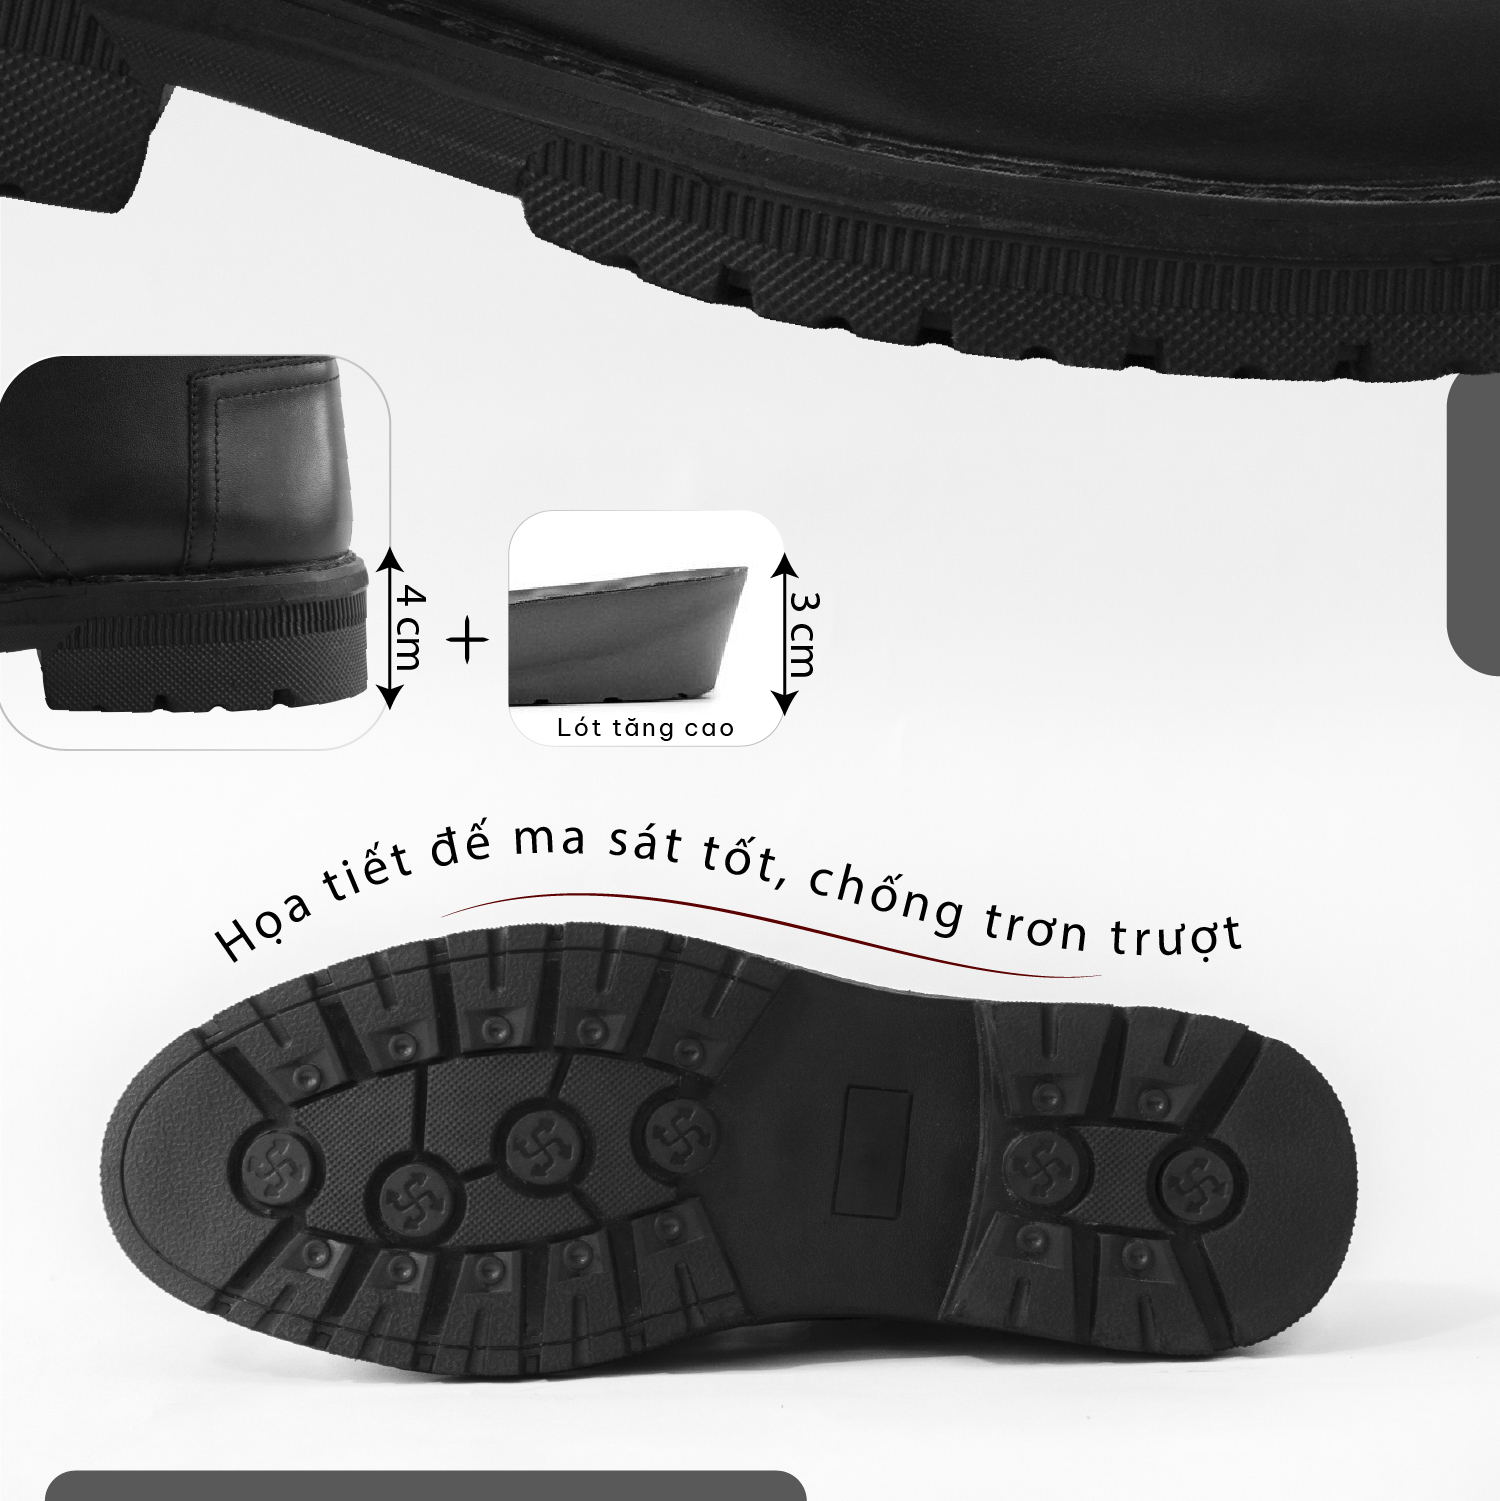 4 cm
+
3 cm
Lót tăng cao
Họa tiết đế ma sát tốt, chống trơn trượt